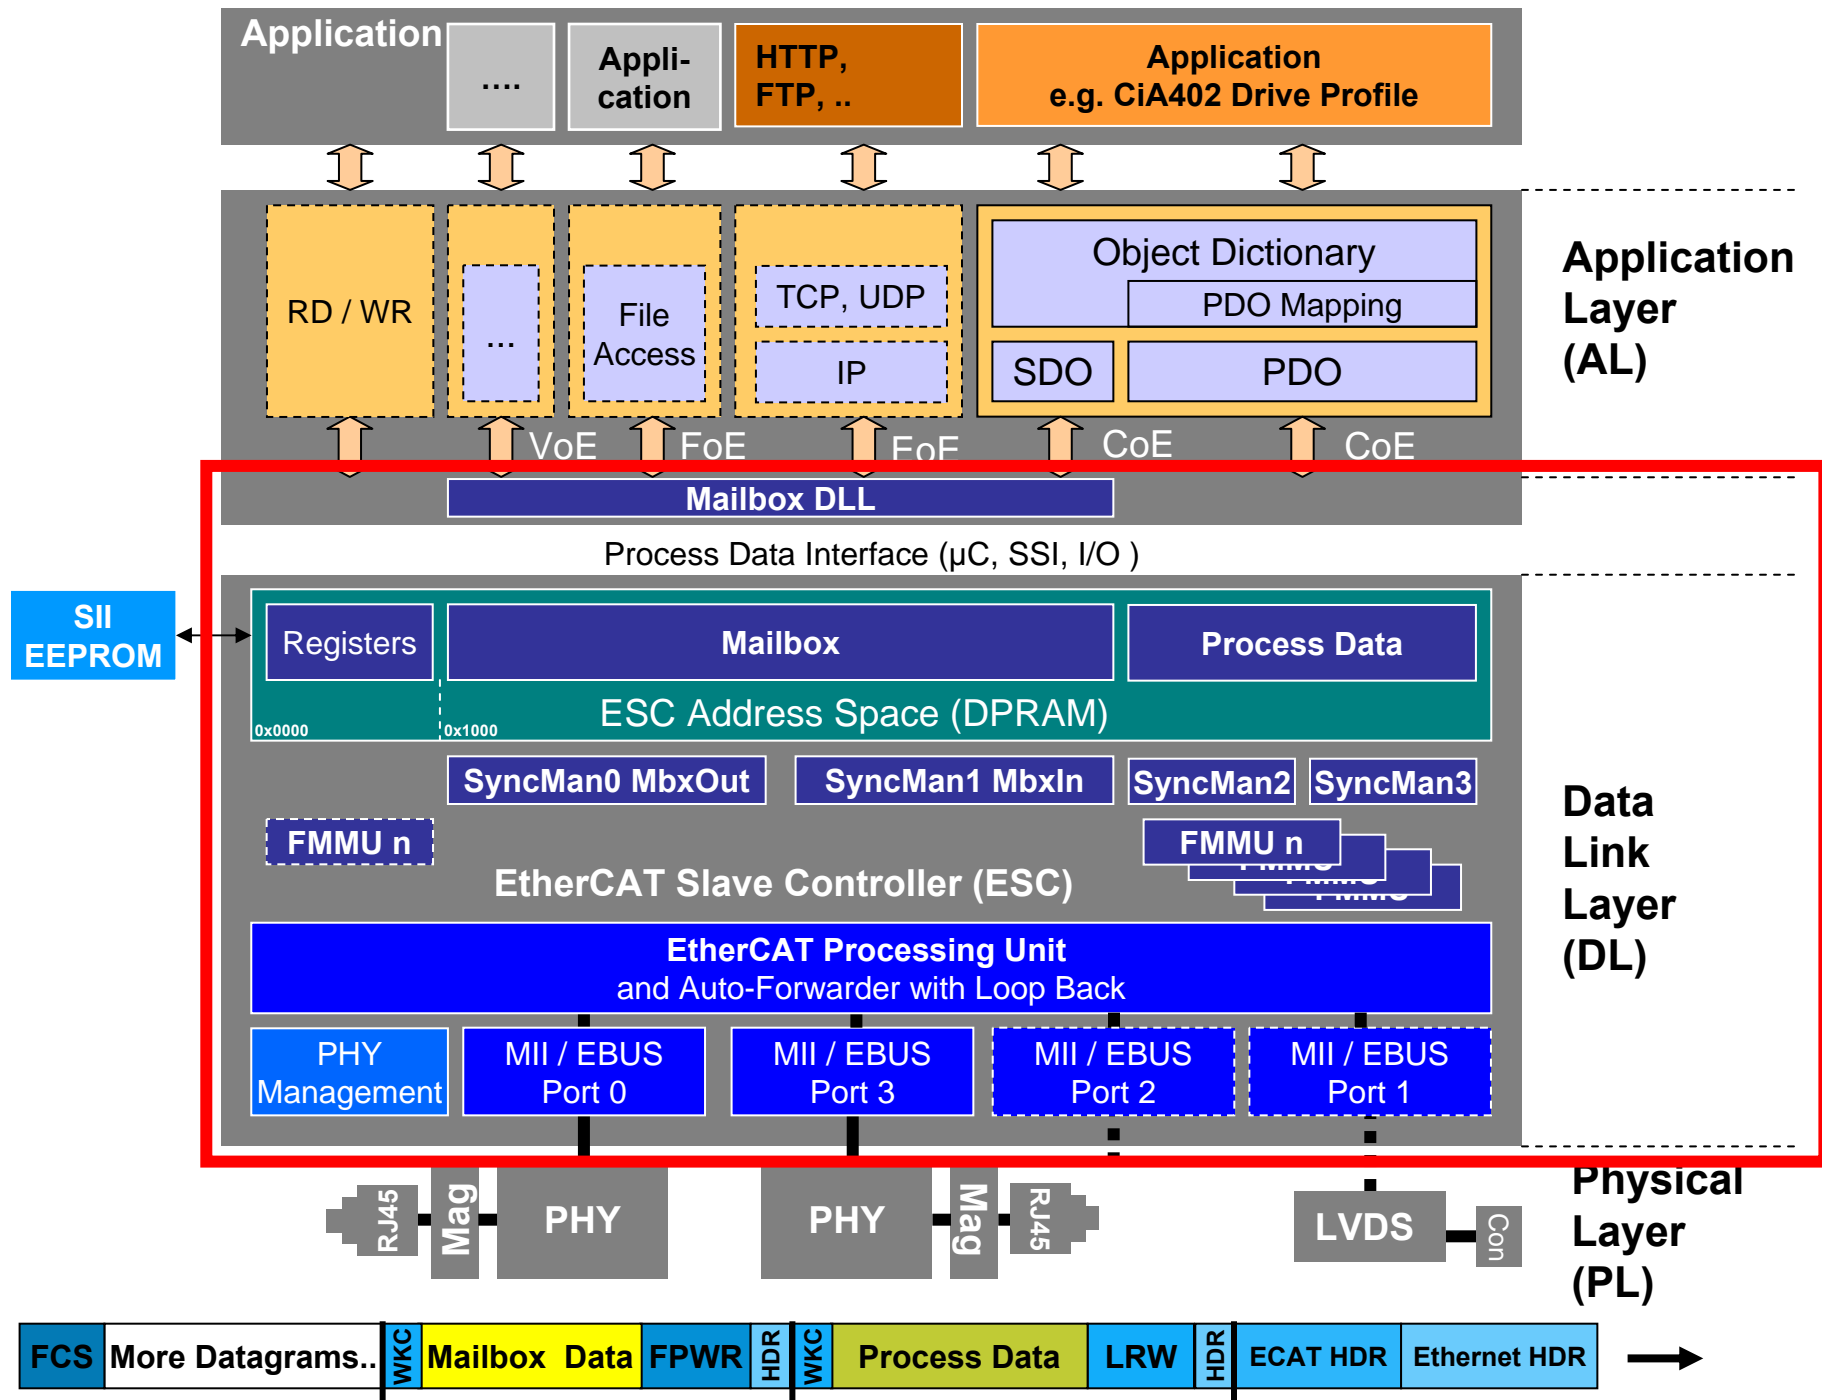 Application
....
Appli-
cation
HTTP,
FTP, ..
Application
e.g. CiA402 Drive Profile
RD / WR
...
File
Access
TCP, UDP
IP
Object Dictionary
PDO Mapping
SDO
PDO
Application
Layer
(AL)
VoE
FoE
EoE
CoE
CoE
Mailbox DLL
Process Data Interface (µC, SSI, I/O )
SII
EEPROM
Registers
Mailbox
Process Data
ESC Address Space (DPRAM)
0x0000
0x1000
SyncMan0 MbxOut
SyncMan1 MbxIn
SyncMan2
SyncMan3
FMMU n
FMMU n
FMMU
FMMU
FMMU
EtherCAT Slave Controller (ESC)
Data
Link
Layer
(DL)
EtherCAT Processing Unit
and Auto-Forwarder with Loop Back
PHY
Management
MII / EBUS
Port 0
MII / EBUS
Port 3
MII / EBUS
Port 2
MII / EBUS
Port 1
RJ45
Mag
PHY
PHY
Mag
RJ45
LVDS
Con
Physical
Layer
(PL)
FCS
More Datagrams..
WKC
Mailbox Data
FPWR
HDR
WKC
Process Data
LRW
HDR
ECAT HDR
Ethernet HDR